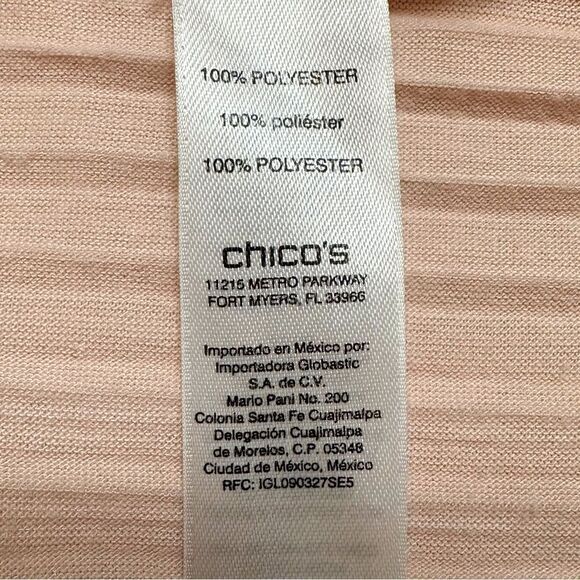 100% POLYESTER
100% poliéster
100% POLYESTER
chico's
11215 METRO PARKWAY
FORT MYERS, FL 33966
Importado en México por:
Importadora Globastic
S.A. de C.V.
Mario Pani No. 200
Colonia Santa Fe Cuajimalpa
Delegación Cuajimalpa
de Morelos, C.P. 05348
Ciudad de México, México
RFC: IGL090327SE5